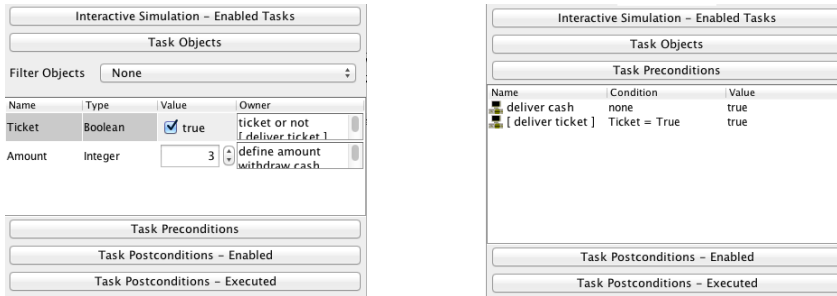 Interactive Simulation - Enabled Tasks
Task Objects
Filter Objects None
Name Type Value Owner
Ticket Boolean true ticket or not
[ deliver ticket ]
Amount Integer 3 define amount
withdraw cash
Task Preconditions
Task Postconditions - Enabled
Task Postconditions - Executed
Interactive Simulation - Enabled Tasks
Task Objects
Task Preconditions
Name Condition Value
deliver cash none true
[ deliver ticket ] Ticket = True true
Task Postconditions - Enabled
Task Postconditions - Executed